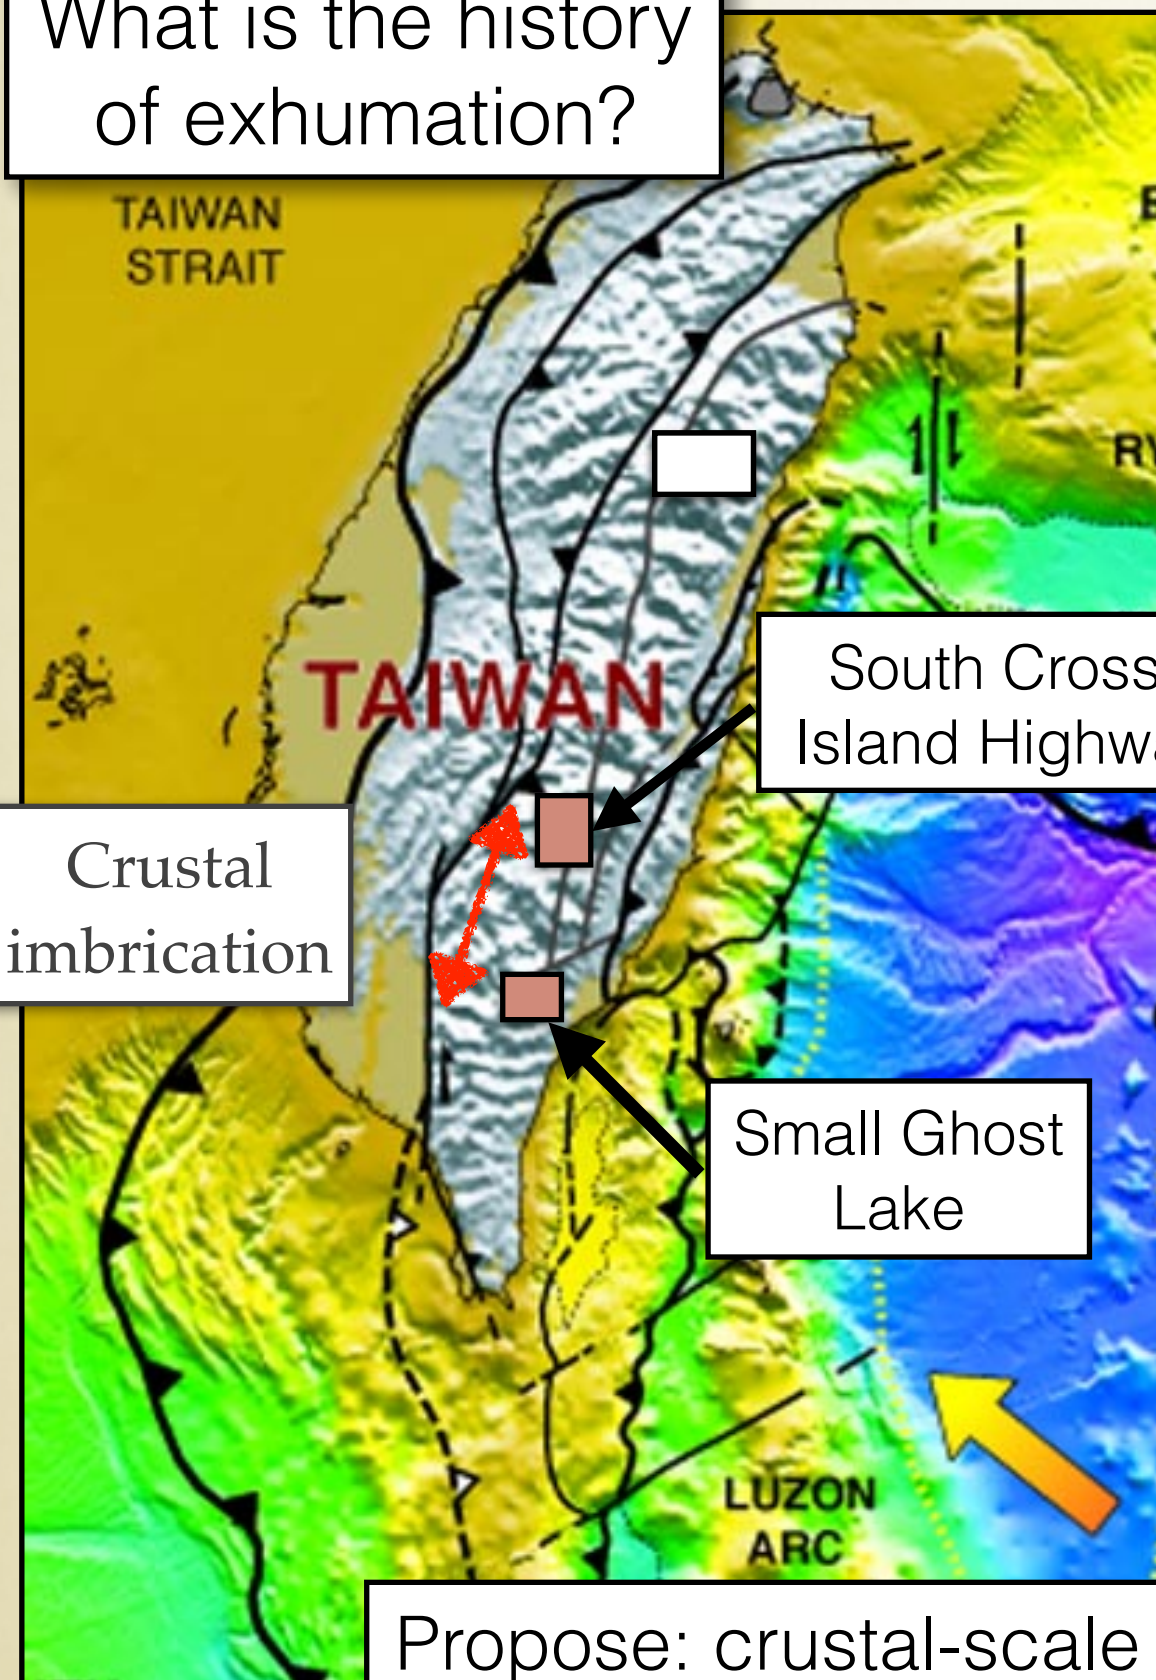 What is the history
of exhumation?
TAIWAN
STRAIT
TAIWAN
South Cross
Island Highwa
Crustal
imbrication
Small Ghost
Lake
LUZON
ARC
Propose: crustal-scale